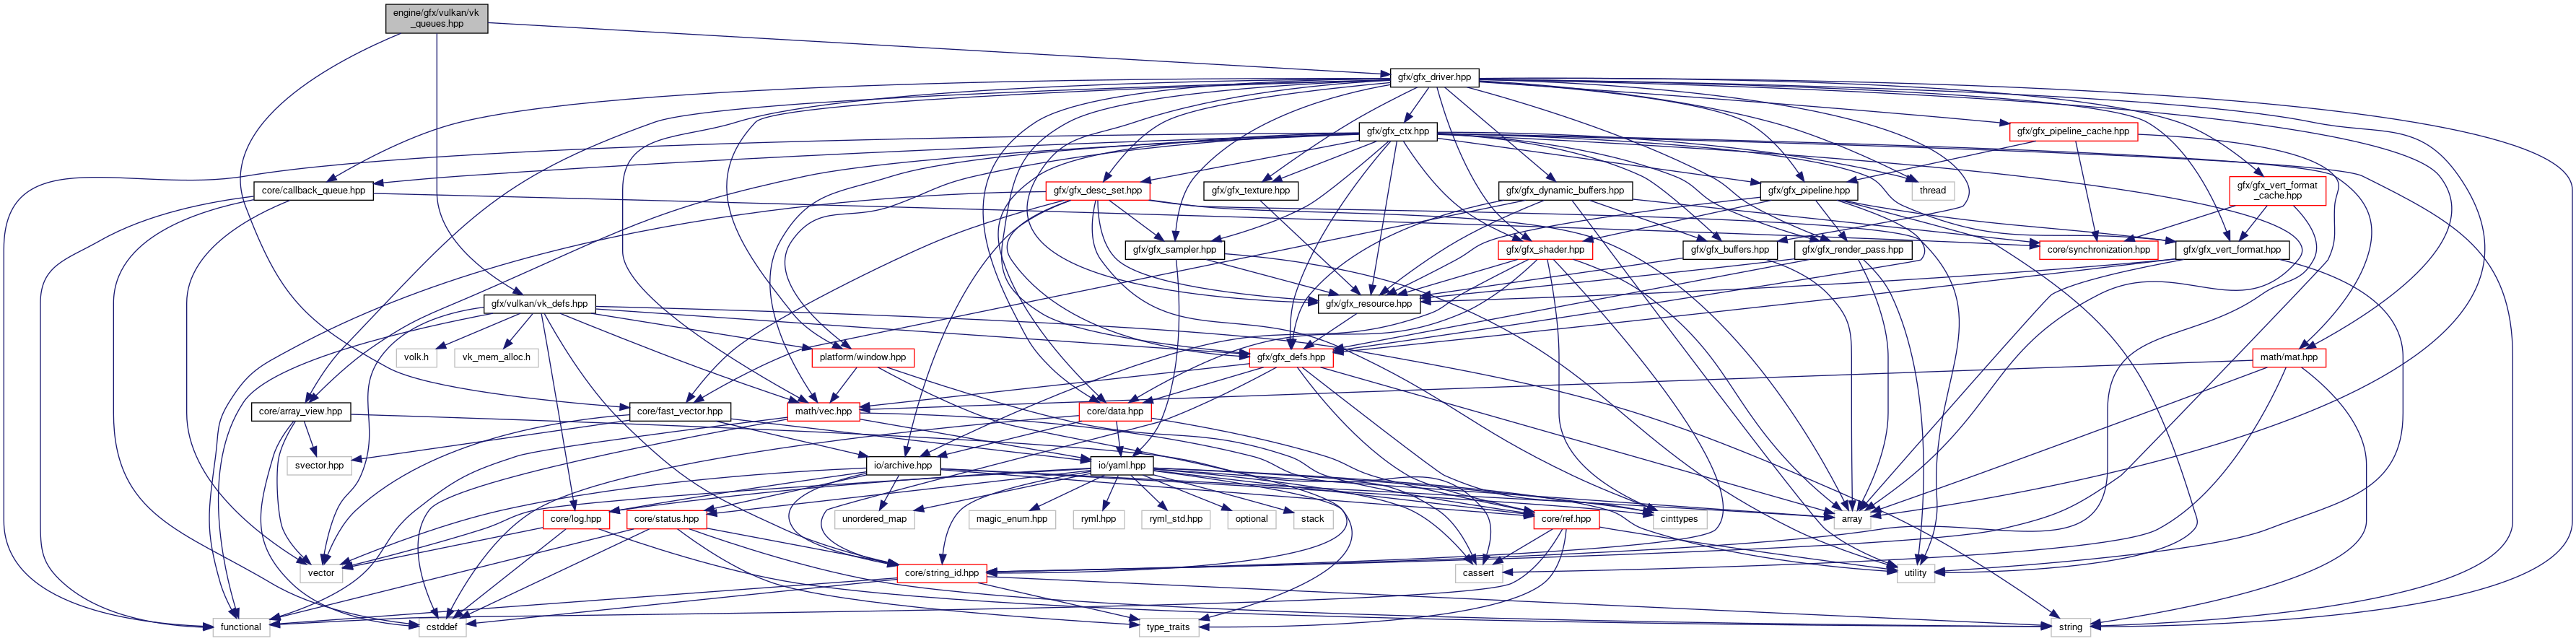 engine/gfx/vulkan/vk
_queues.hpp
gfx/gfx_driver.hpp
gfx/gfx_ctx.hpp
gfx/gfx_pipeline_cache.hpp
core/callback_queue.hpp
gfx/gfx_desc_set.hpp
gfx/gfx_texture.hpp
gfx/gfx_dynamic_buffers.hpp
gfx/gfx_pipeline.hpp
thread
gfx/gfx_vert_format
_cache.hpp
gfx/gfx_sampler.hpp
gfx/gfx_shader.hpp
gfx/gfx_buffers.hpp
gfx/gfx_render_pass.hpp
core/synchronization.hpp
gfx/gfx_vert_format.hpp
gfx/vulkan/vk_defs.hpp
gfx/gfx_resource.hpp
volk.h
vk_mem_alloc.h
platform/window.hpp
gfx/gfx_defs.hpp
math/mat.hpp
core/array_view.hpp
core/fast_vector.hpp
math/vec.hpp
core/data.hpp
svector.hpp
io/archive.hpp
io/yaml.hpp
core/log.hpp
core/status.hpp
unordered_map
magic_enum.hpp
ryml.hpp
ryml_std.hpp
optional
stack
core/ref.hpp
cinttypes
array
vector
core/string_id.hpp
cassert
utility
functional
cstddef
type_traits
string